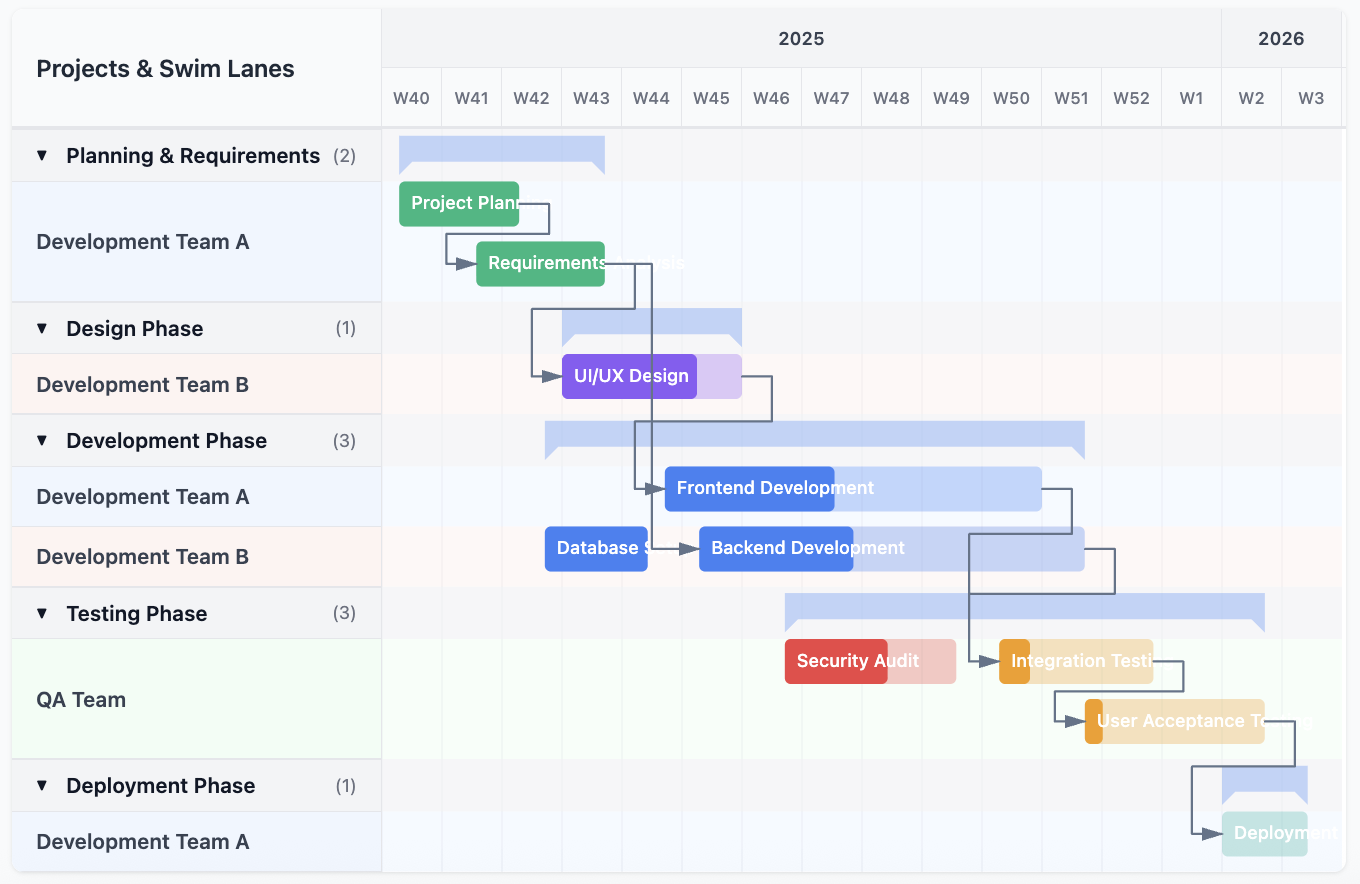 Projects & Swim Lanes
2025
2026
W40
W41
W42
W43
W44
W45
W46
W47
W48
W49
W50
W51
W52
W1
W2
W3
▼ Planning & Requirements (2)
Development Team A
Project Plann
Requirements Analysis
▼ Design Phase (1)
Development Team B
UI/UX Design
▼ Development Phase (3)
Development Team A
Frontend Development
Development Team B
Database
Backend Development
▼ Testing Phase (3)
QA Team
Security Audit
Integration Testi
User Acceptance
▼ Deployment Phase (1)
Development Team A
Deployment